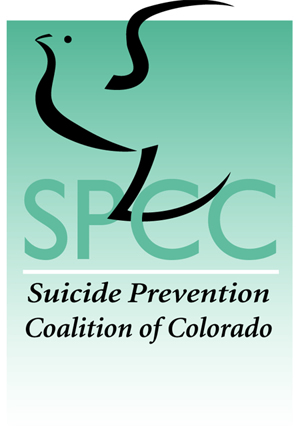 SPCC
Suicide Prevention
Coalition of Colorado